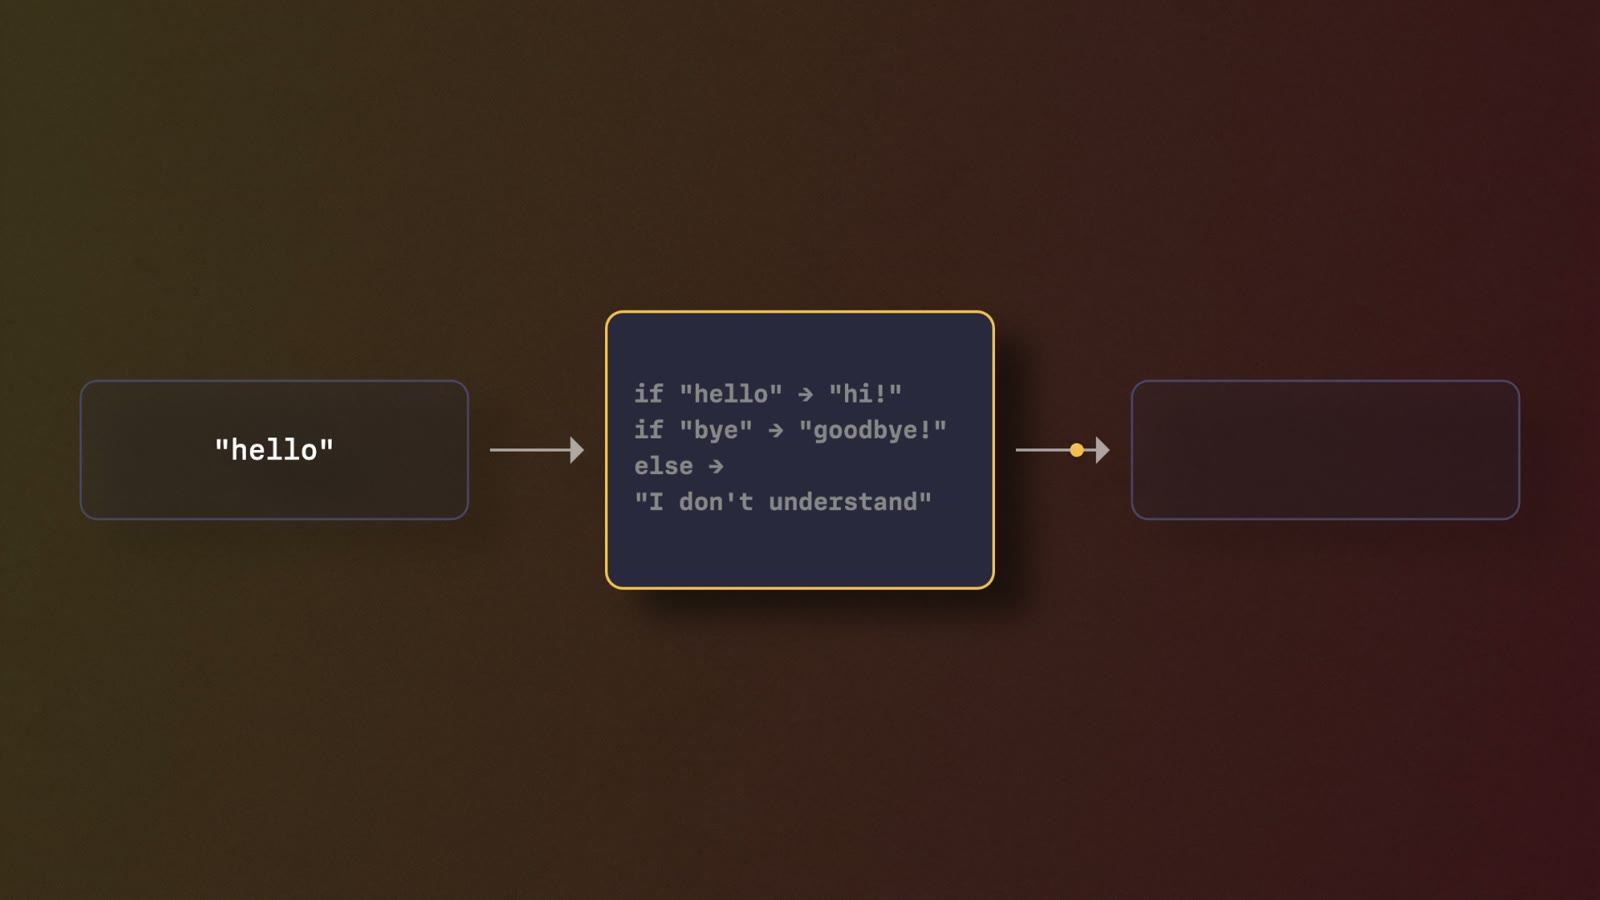 "hello"
if "hello" → "hi!"
if "bye" → "goodbye!"
else →
"I don't understand"